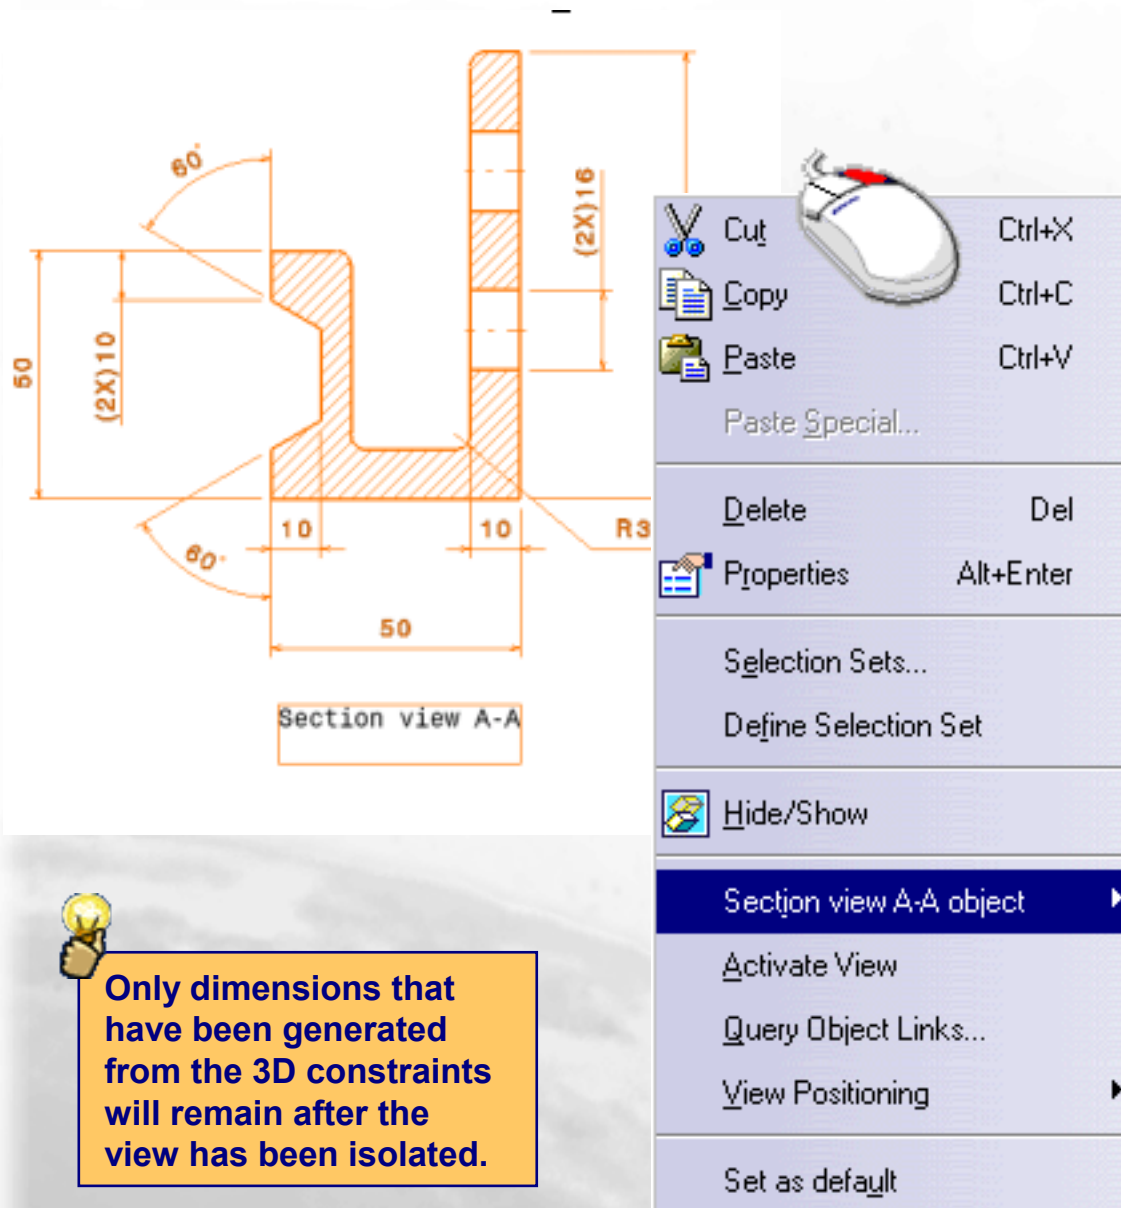 60°
(2X)16
50
(2X)10
10
10
R3
60°
50
Section view A-A
Cut Ctrl+X
Copy Ctrl+C
Paste Ctrl+V
Paste Special...
Delete Del
Properties Alt+Enter
Selection Sets...
Define Selection Set
Hide/Show
Section view A-A object
Activate View
Query Object Links...
View Positioning
Set as default
Only dimensions that
have been generated
from the 3D constraints
will remain after the
view has been isolated.